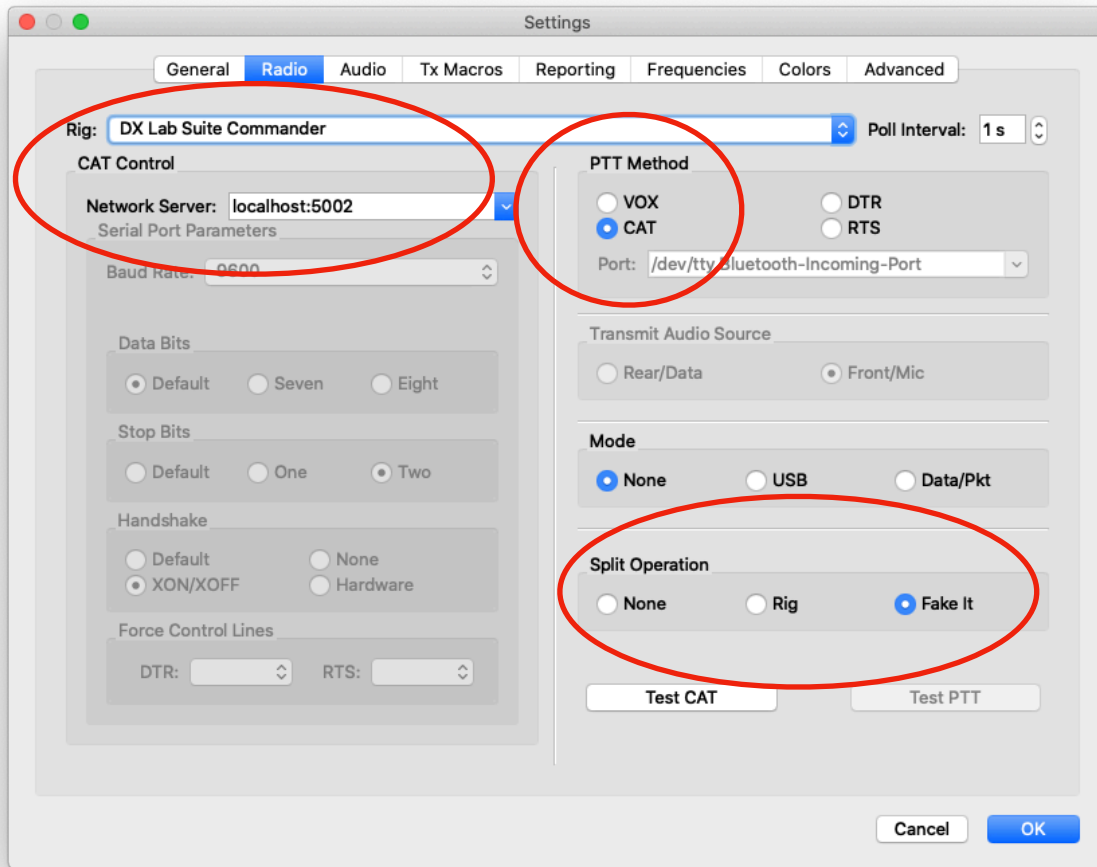 Settings
General Radio Audio Tx Macros Reporting Frequencies Colors Advanced
Rig: DX Lab Suite Commander Poll Interval: 1 s
CAT Control
Network Server: localhost:5002
Serial Port Parameters
Baud Rate: 9600
Data Bits
Default Seven Eight
Stop Bits
Default One Two
Handshake
Default None
XON/XOFF Hardware
Force Control Lines
DTR: RTS:
PTT Method
VOX DTR
CAT RTS
Port: /dev/tty.Bluetooth-Incoming-Port
Transmit Audio Source
Rear/Data Front/Mic
Mode
None USB Data/Pkt
Split Operation
None Rig Fake It
Test CAT Test PTT
Cancel OK